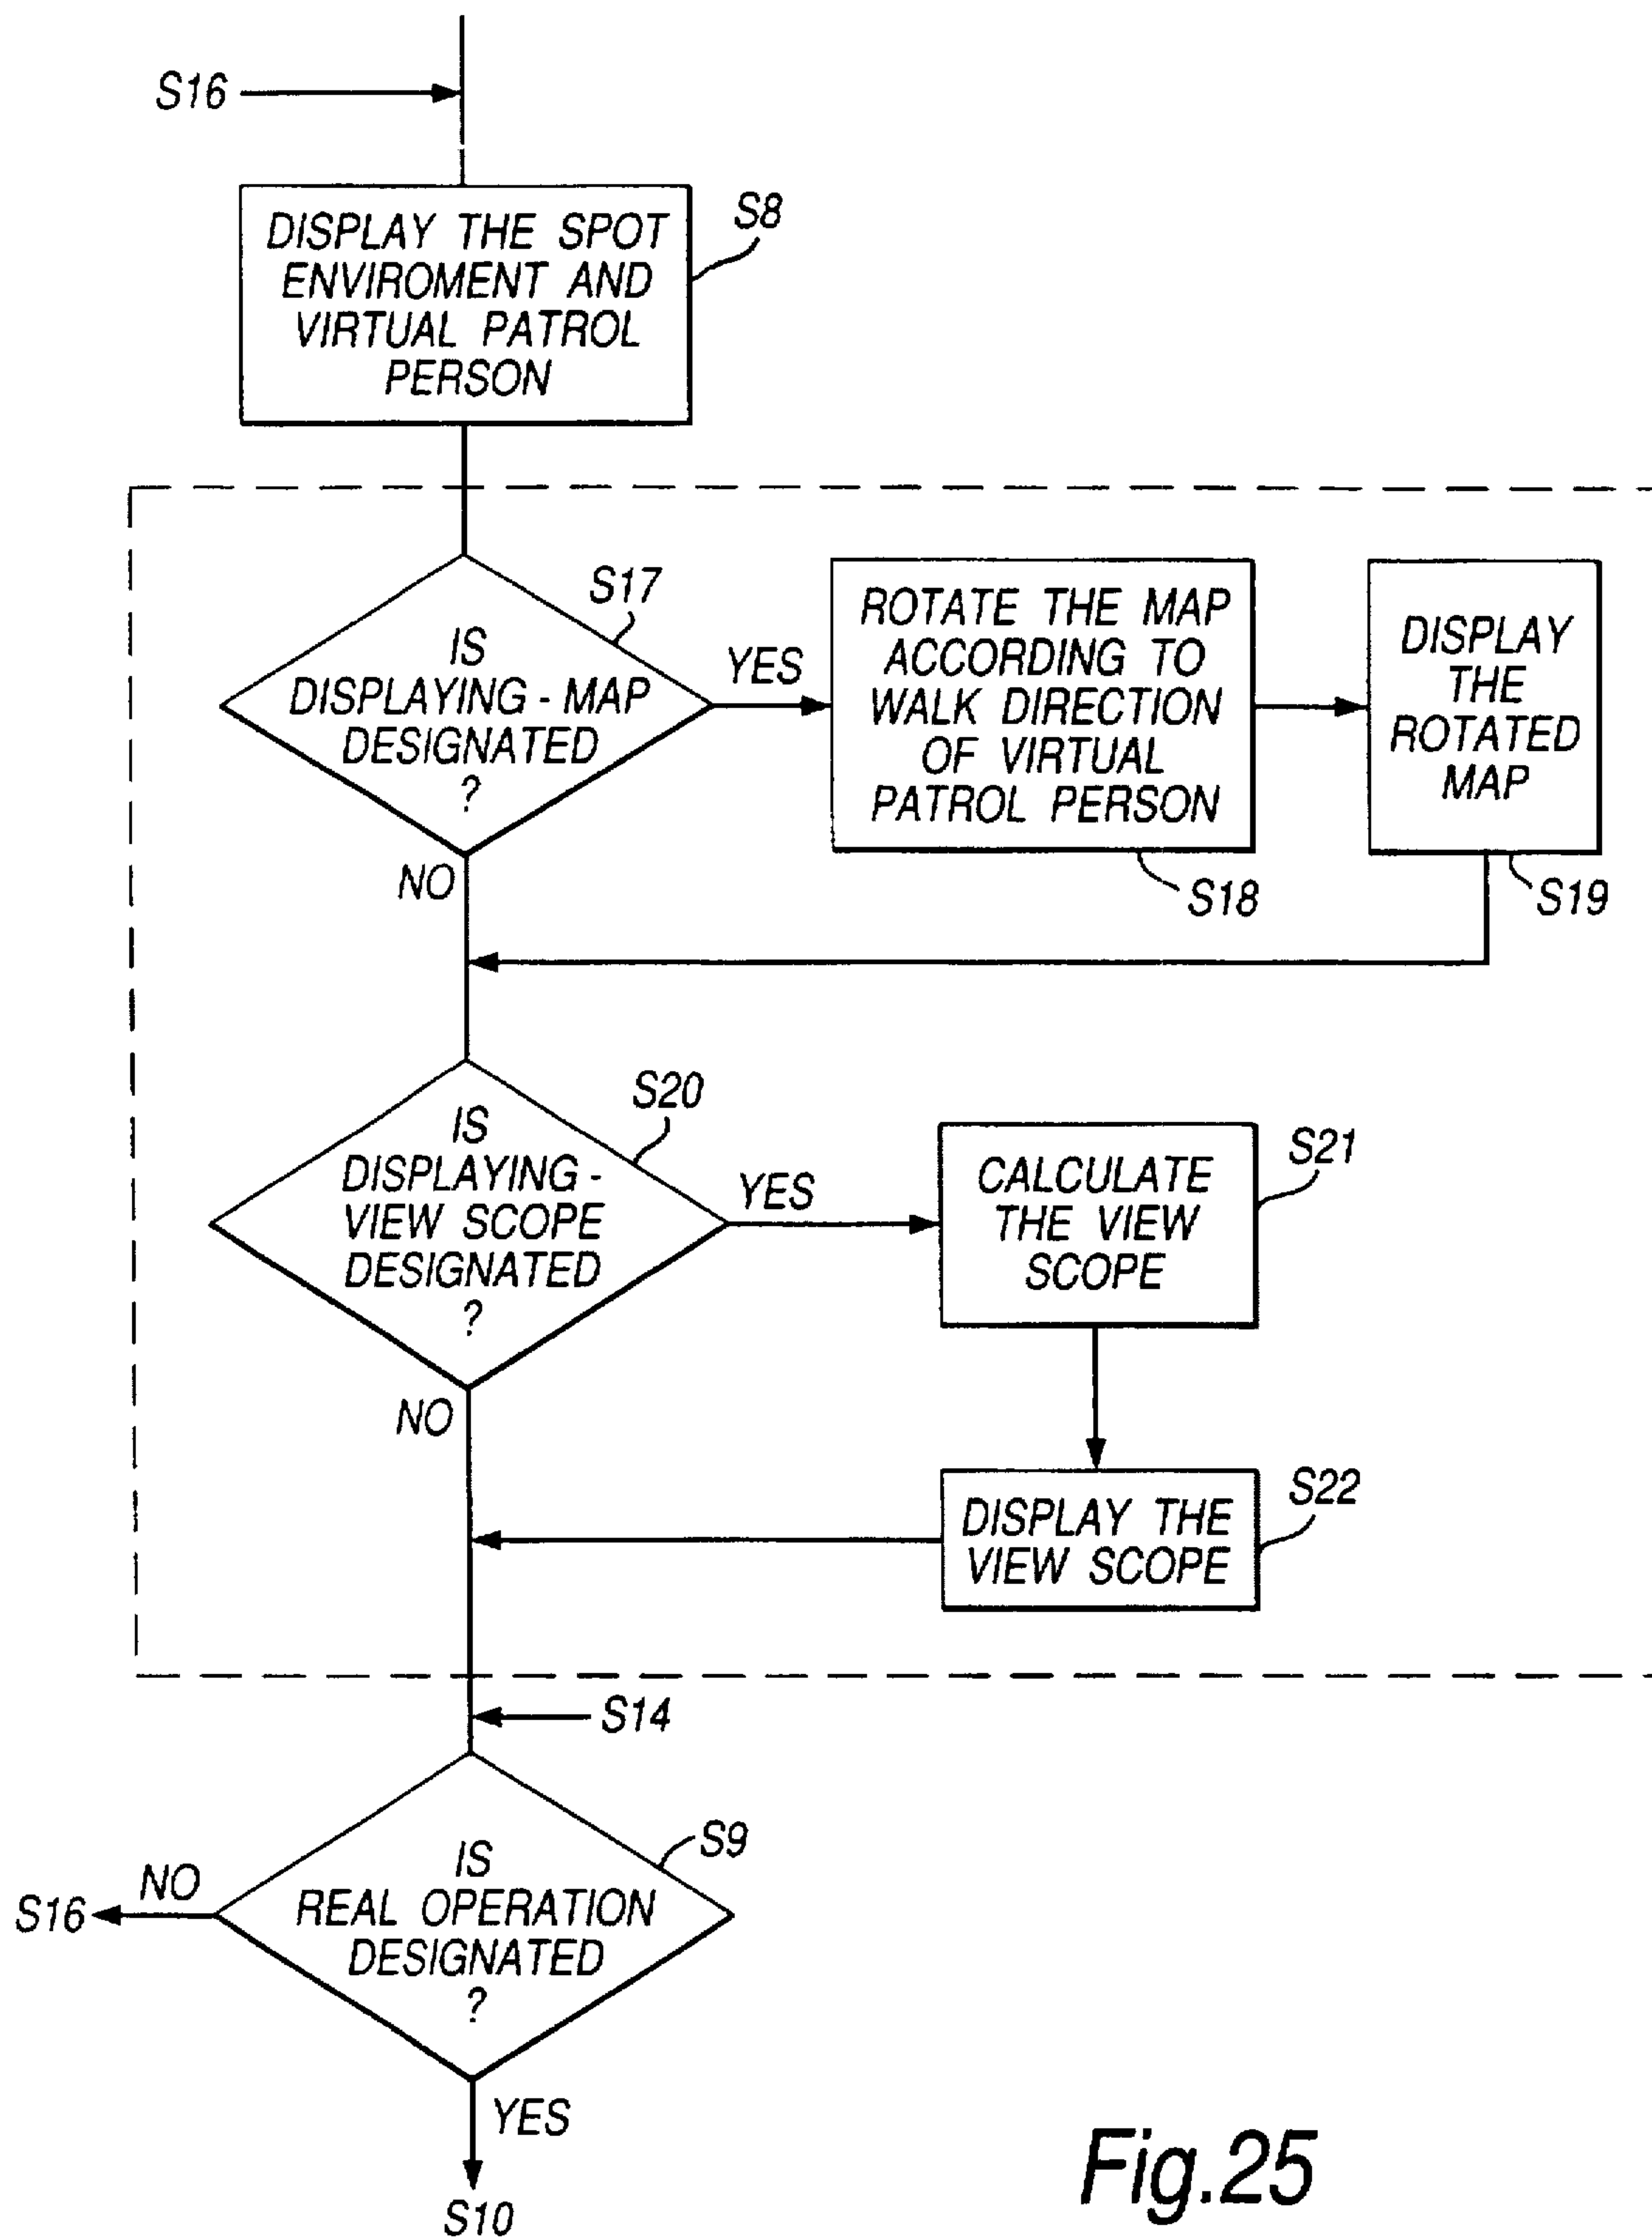 S16
DISPLAY THE SPOT
ENVIROMENT AND
VIRTUAL PATROL
PERSON
S8
S17
IS
DISPLAYING - MAP
DESIGNATED
?
YES
NO
ROTATE THE MAP
ACCORDING TO
WALK DIRECTION
OF VIRTUAL
PATROL PERSON
S18
DISPLAY
THE
ROTATED
MAP
S19
S20
IS
DISPLAYING -
VIEW SCOPE
DESIGNATED
?
YES
NO
CALCULATE
THE VIEW
SCOPE
S21
DISPLAY THE
VIEW SCOPE
S22
S14
S9
IS
REAL OPERATION
DESIGNATED
?
NO
S16
YES
S10
Fig.25